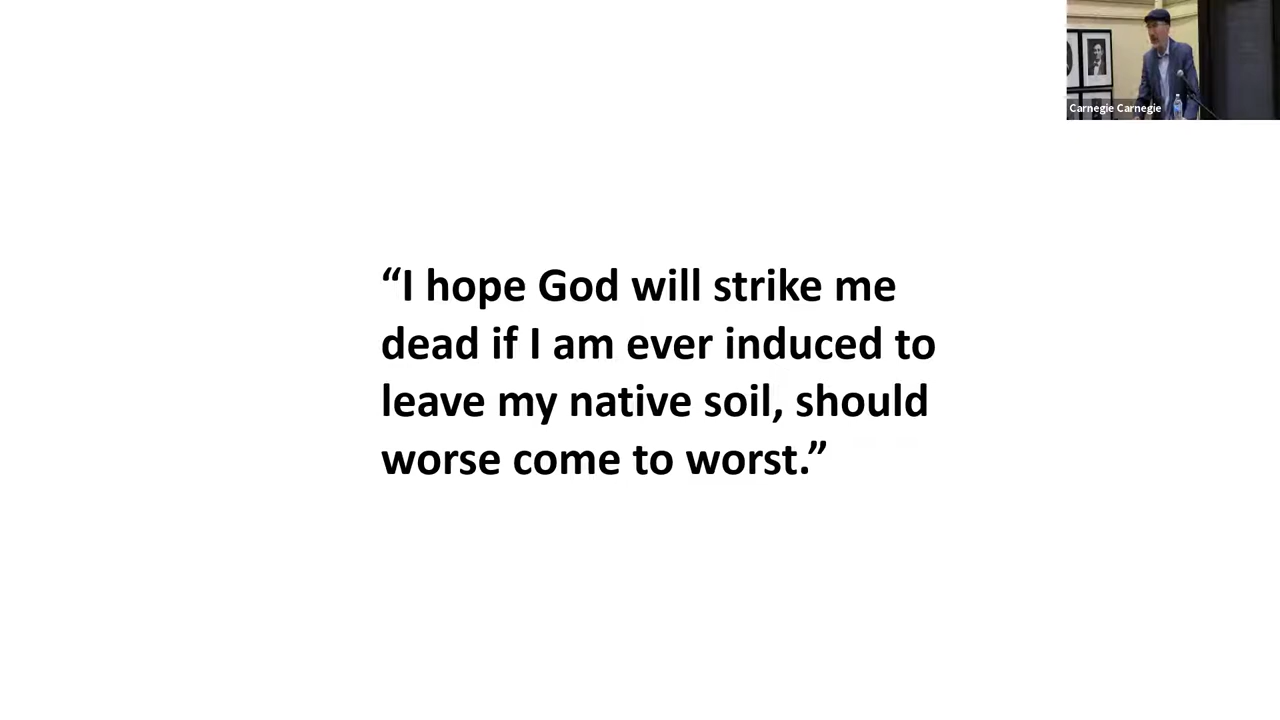 Carnegie Carnegie
“I hope God will strike me
dead if I am ever induced to
leave my native soil, should
worse come to worst.”